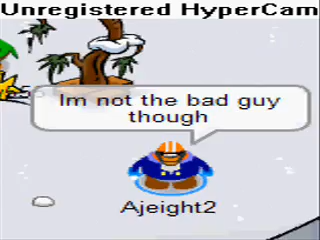 Unregistered HyperCam
Im not the bad guy
though
Ajeight2